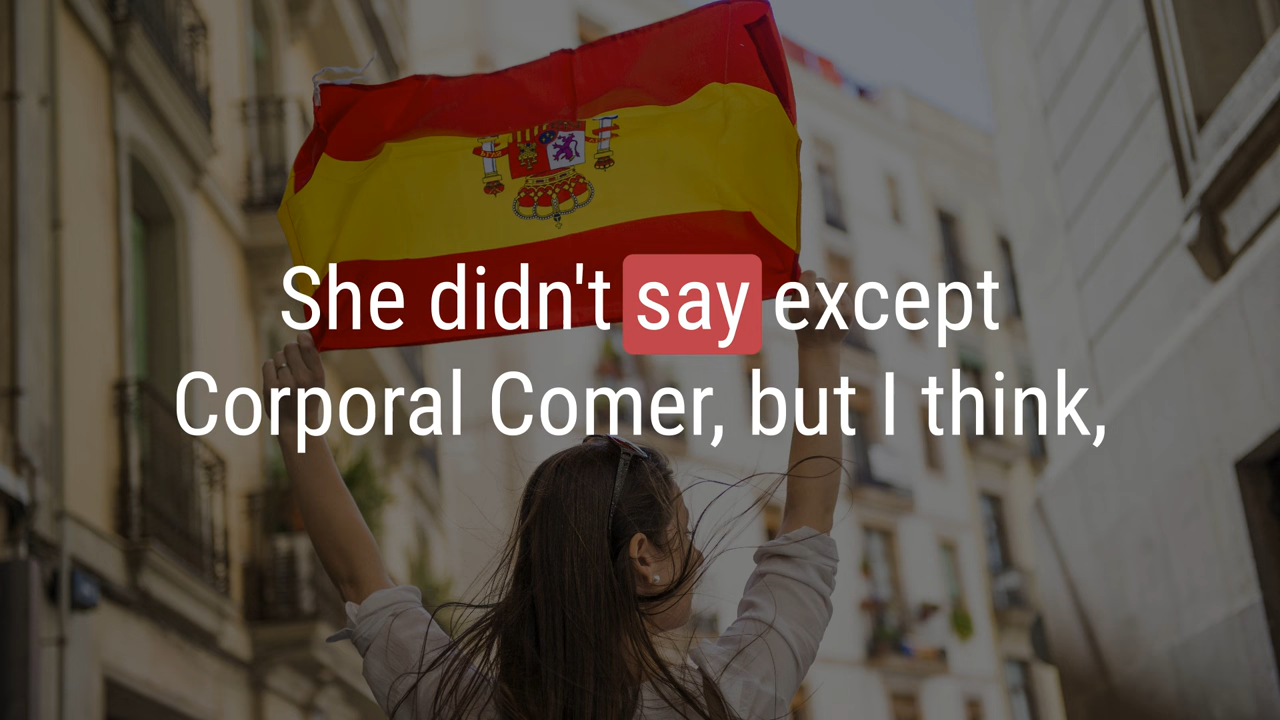 She didn't say except
Corporal Comer, but I think,